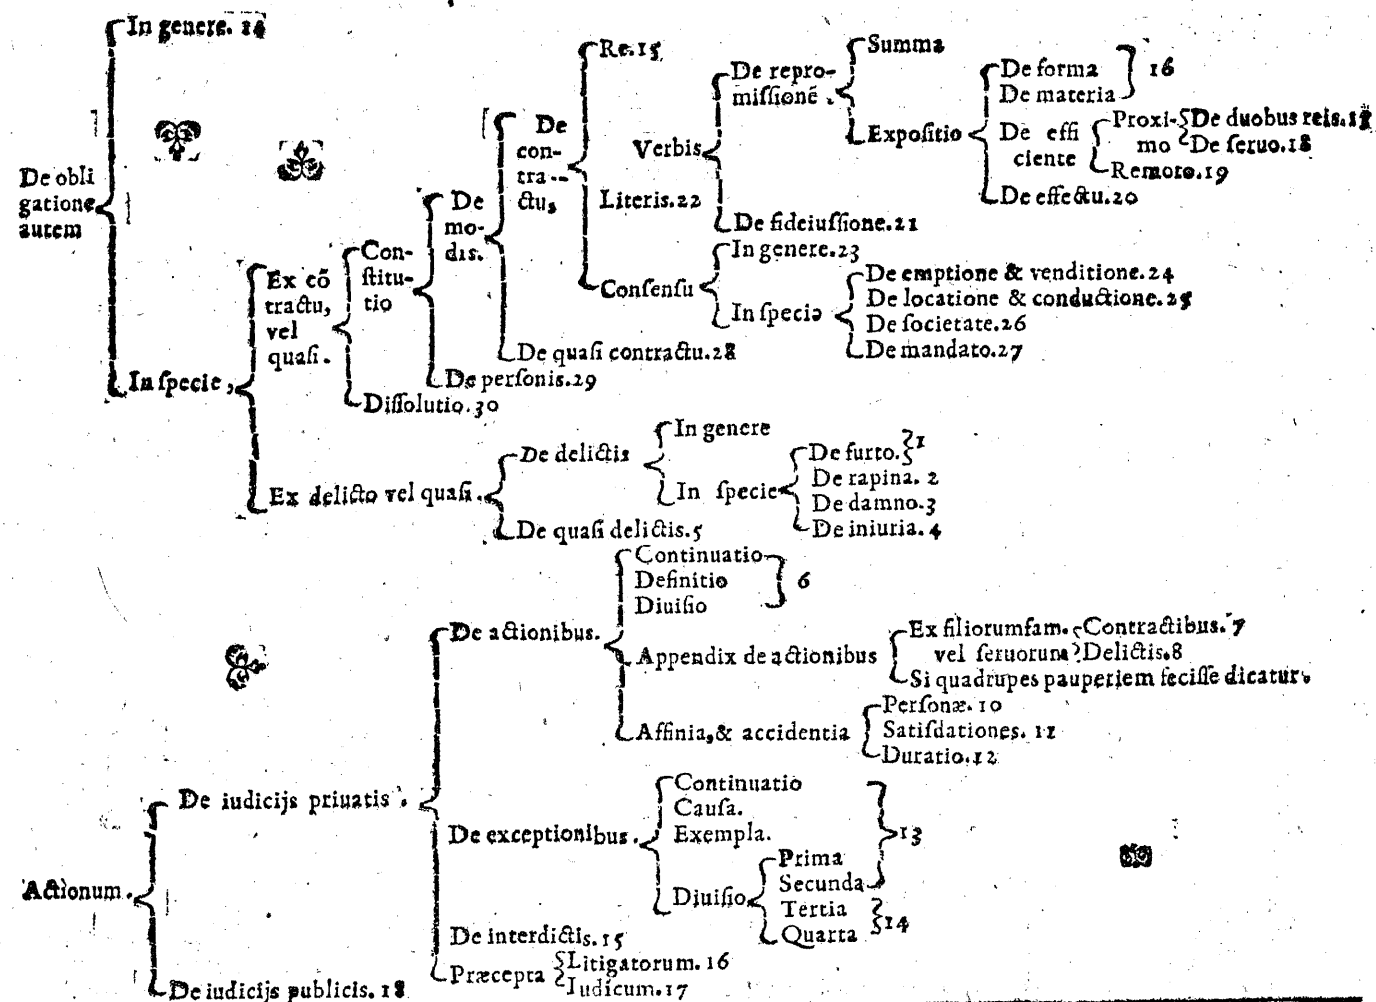 In genere. 14
De obli
gatione
autem
In specie,
Ex cõ
tractu,
vel
quasi.
Con-
stitu-
tio
De
mo-
dis.
De
con-
tra-
ctu,
Re. 15
Verbis
De repro-
missionẽ.
Summa
Expositio
De forma
De materia
16
De effi
ciente
Proxi-
mo
De duobus reis. 17
De seruo. 18
Remoto. 19
De effectu. 20
De fideiussione. 21
Literis. 22
Consensu
In genere. 23
In specie
De emptione & venditione. 24
De locatione & conductione. 25
De societate. 26
De mandato. 27
De quasi contractu. 28
De personis. 29
Dissolutio. 30
Ex delicto vel quasi.
De delictis
In genere
In specie
De furto.
1
De rapina. 2
De damno. 3
De iniuria. 4
De quasi delictis. 5
Actionum.
De iudicijs priuatis.
De actionibus.
Continuatio
Definitio
Diuisio
6
Appendix de actionibus
Ex filiorumfam.
vel seruorum
Contractibus. 7
Delictis. 8
Si quadrupes pauperiem fecisse dicatur.
Affinia, & accidentia
Personæ. 10
Satisdationes. 11
Duratio. 12
De exceptionibus.
Continuatio
Causa.
Exempla.
Diuisio
Prima
Secunda
13
Tertia
Quarta
14
De interdictis. 15
Præcepta
Litigatorum. 16
Iudicum. 17
De iudicijs publicis. 18